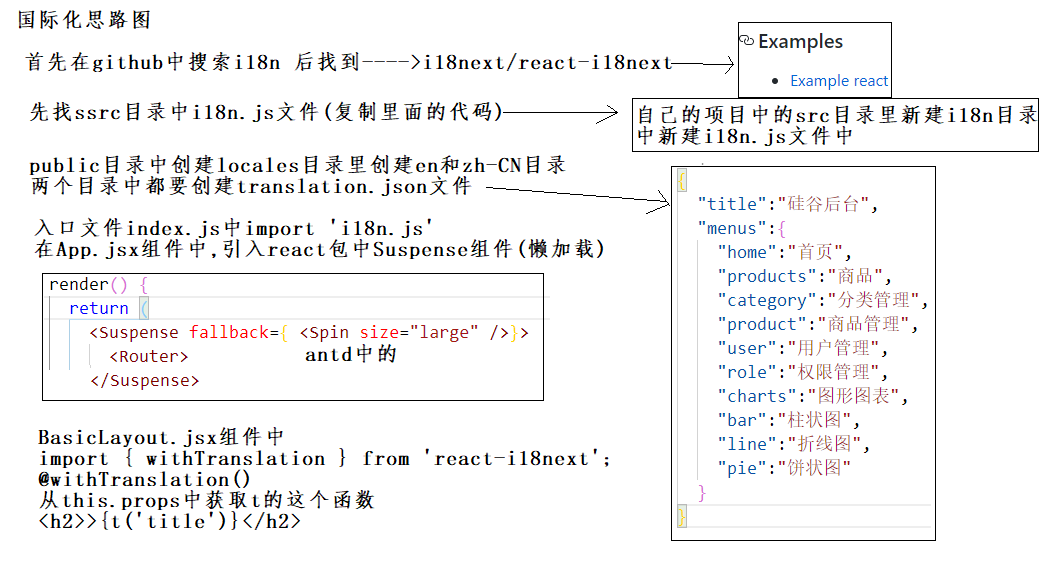 国际化思路图
首先在github中搜索i18n 后找到---->i18next/react-i18next
Examples
Example react
先找ssrc目录中i18n.js文件(复制里面的代码)
自己的项目中的src目录里新建i18n目录
中新建i18n.js文件中
public目录中创建locales目录里创建en和zh-CN目录
两个目录中都要创建translation.json文件
入口文件index.js中import 'i18n.js'
在App.jsx组件中,引入react包中Suspense组件(懒加载)
render() {
return (
<Suspense fallback={ <Spin size="large" />}>
<Router>
antd中的
</Suspense>
BasicLayout.jsx组件中
import { withTranslation } from 'react-i18next';
@withTranslation()
从this.props中获取t的这个函数
<h2>>{t('title')}</h2>
{
"title":"硅谷后台",
"menus":{
"home":"首页",
"products":"商品",
"category":"分类管理",
"product":"商品管理",
"user":"用户管理",
"role":"权限管理",
"charts":"图形图表",
"bar":"柱状图",
"line":"折线图",
"pie":"饼状图"
}
}